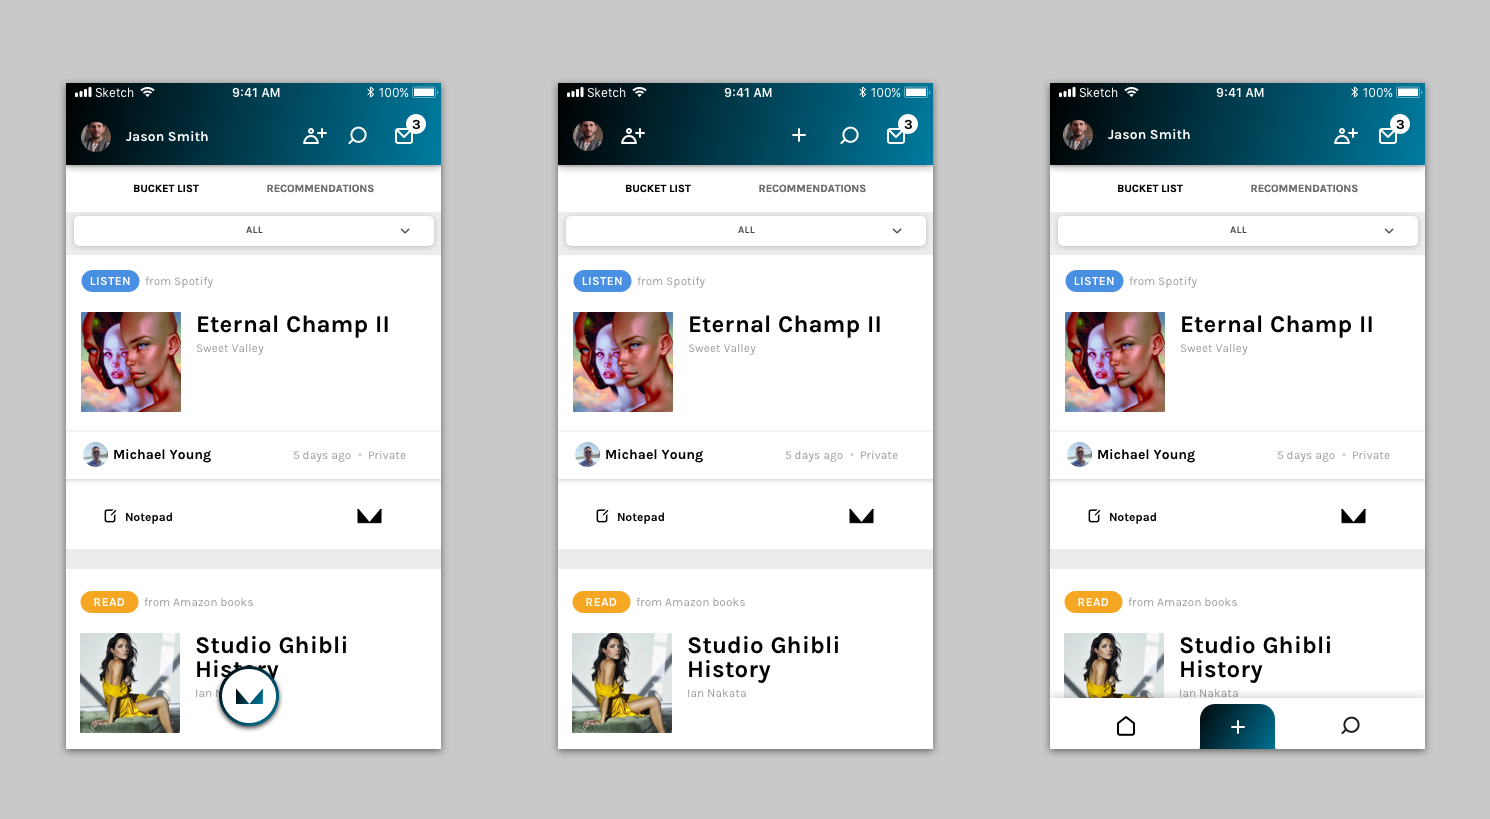 Sketch 9:41 AM 100%
Jason Smith 3
BUCKET LIST RECOMMENDATIONS
ALL
LISTEN from Spotify
Eternal Champ II
Sweet Valley
Michael Young 5 days ago • Private
Notepad
READ from Amazon books
Studio Ghibli
History
Ian
Sketch 9:41 AM 100%
3
BUCKET LIST RECOMMENDATIONS
ALL
LISTEN from Spotify
Eternal Champ II
Sweet Valley
Michael Young 5 days ago • Private
Notepad
READ from Amazon books
Studio Ghibli
History
Ian Nakata
Sketch 9:41 AM 100%
Jason Smith 3
BUCKET LIST RECOMMENDATIONS
ALL
LISTEN from Spotify
Eternal Champ II
Sweet Valley
Michael Young 5 days ago • Private
Notepad
READ from Amazon books
Studio Ghibli
History
Ian Nakata